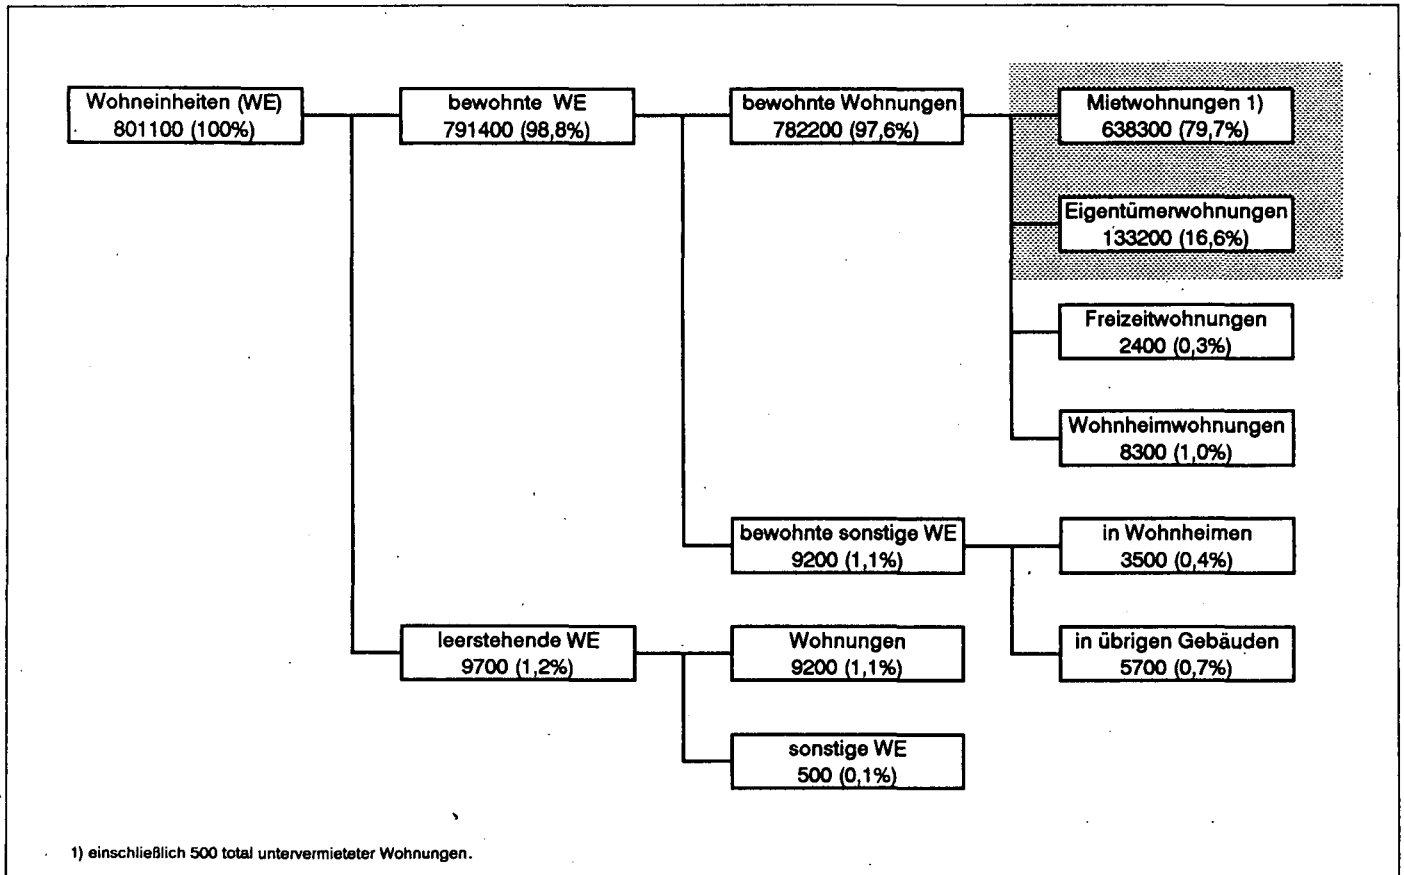 Wohneinheiten (WE)
801100 (100%)
bewohnte WE
791400 (98,8%)
bewohnte Wohnungen
782200 (97,6%)
Mietwohnungen 1)
638300 (79,7%)
Eigentümerwohnungen
133200 (16,6%)
Freizeitwohnungen
2400 (0,3%)
Wohnheimwohnungen
8300 (1,0%)
bewohnte sonstige WE
9200 (1,1%)
in Wohnheimen
3500 (0,4%)
in übrigen Gebäuden
5700 (0,7%)
leerstehende WE
9700 (1,2%)
Wohnungen
9200 (1,1%)
sonstige WE
500 (0,1%)
1) einschließlich 500 total untervermieteter Wohnungen.